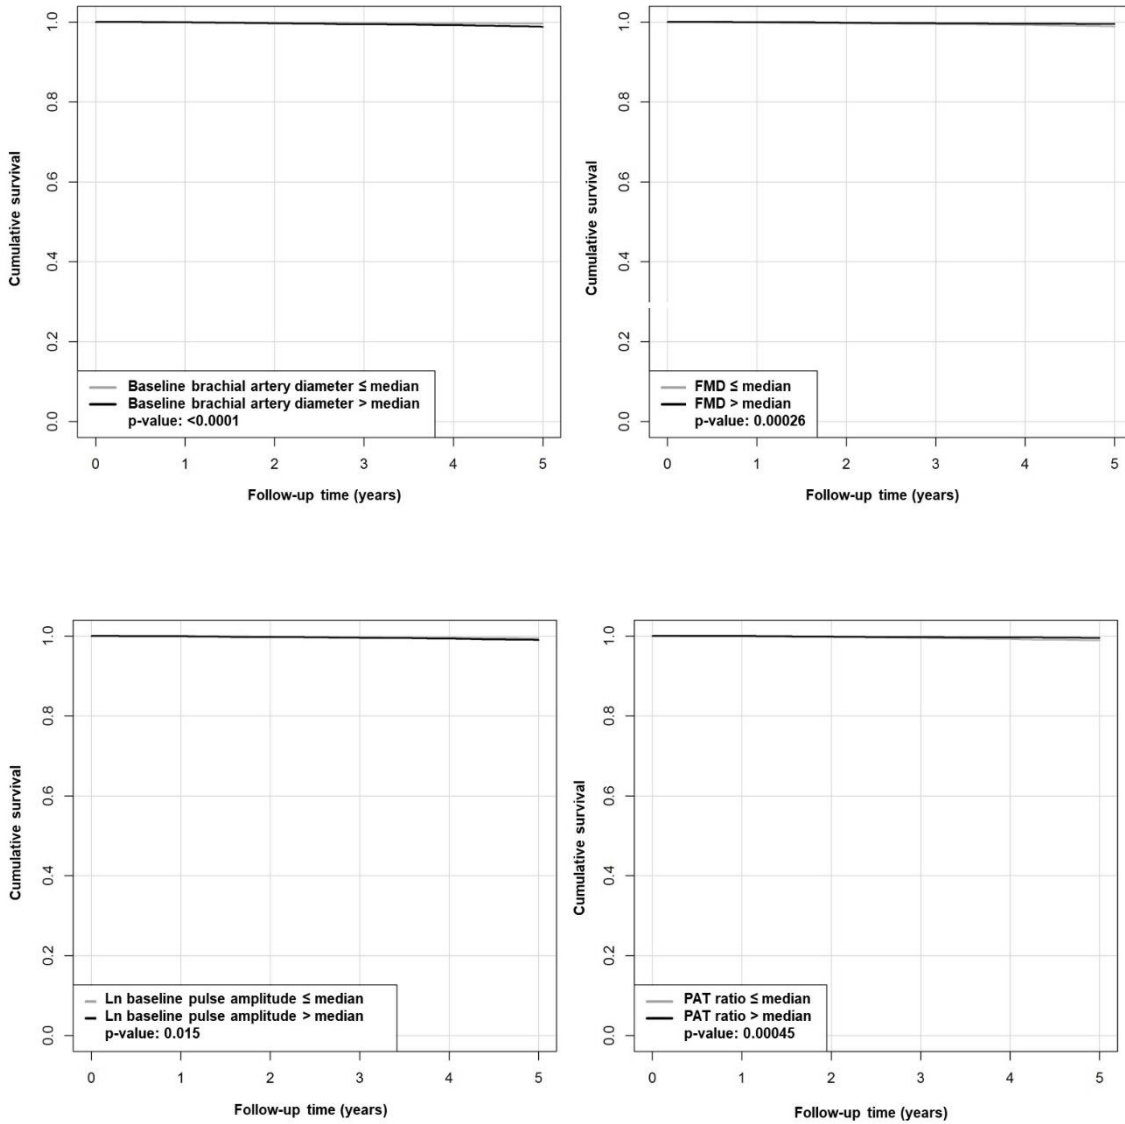 1.0
0.8
0.6
0.4
0.2
0.0
Cumulative survival
Baseline brachial artery diameter ≤ median
Baseline brachial artery diameter > median
p-value: <0.0001
0 1 2 3 4 5
Follow-up time (years)
1.0
0.8
0.6
0.4
0.2
0.0
Cumulative survival
FMD ≤ median
FMD > median
p-value: 0.00026
0 1 2 3 4 5
Follow-up time (years)
1.0
0.8
0.6
0.4
0.2
0.0
Cumulative survival
Ln baseline pulse amplitude ≤ median
Ln baseline pulse amplitude > median
p-value: 0.015
0 1 2 3 4 5
Follow-up time (years)
1.0
0.8
0.6
0.4
0.2
0.0
Cumulative survival
PAT ratio ≤ median
PAT ratio > median
p-value: 0.00045
0 1 2 3 4 5
Follow-up time (years)